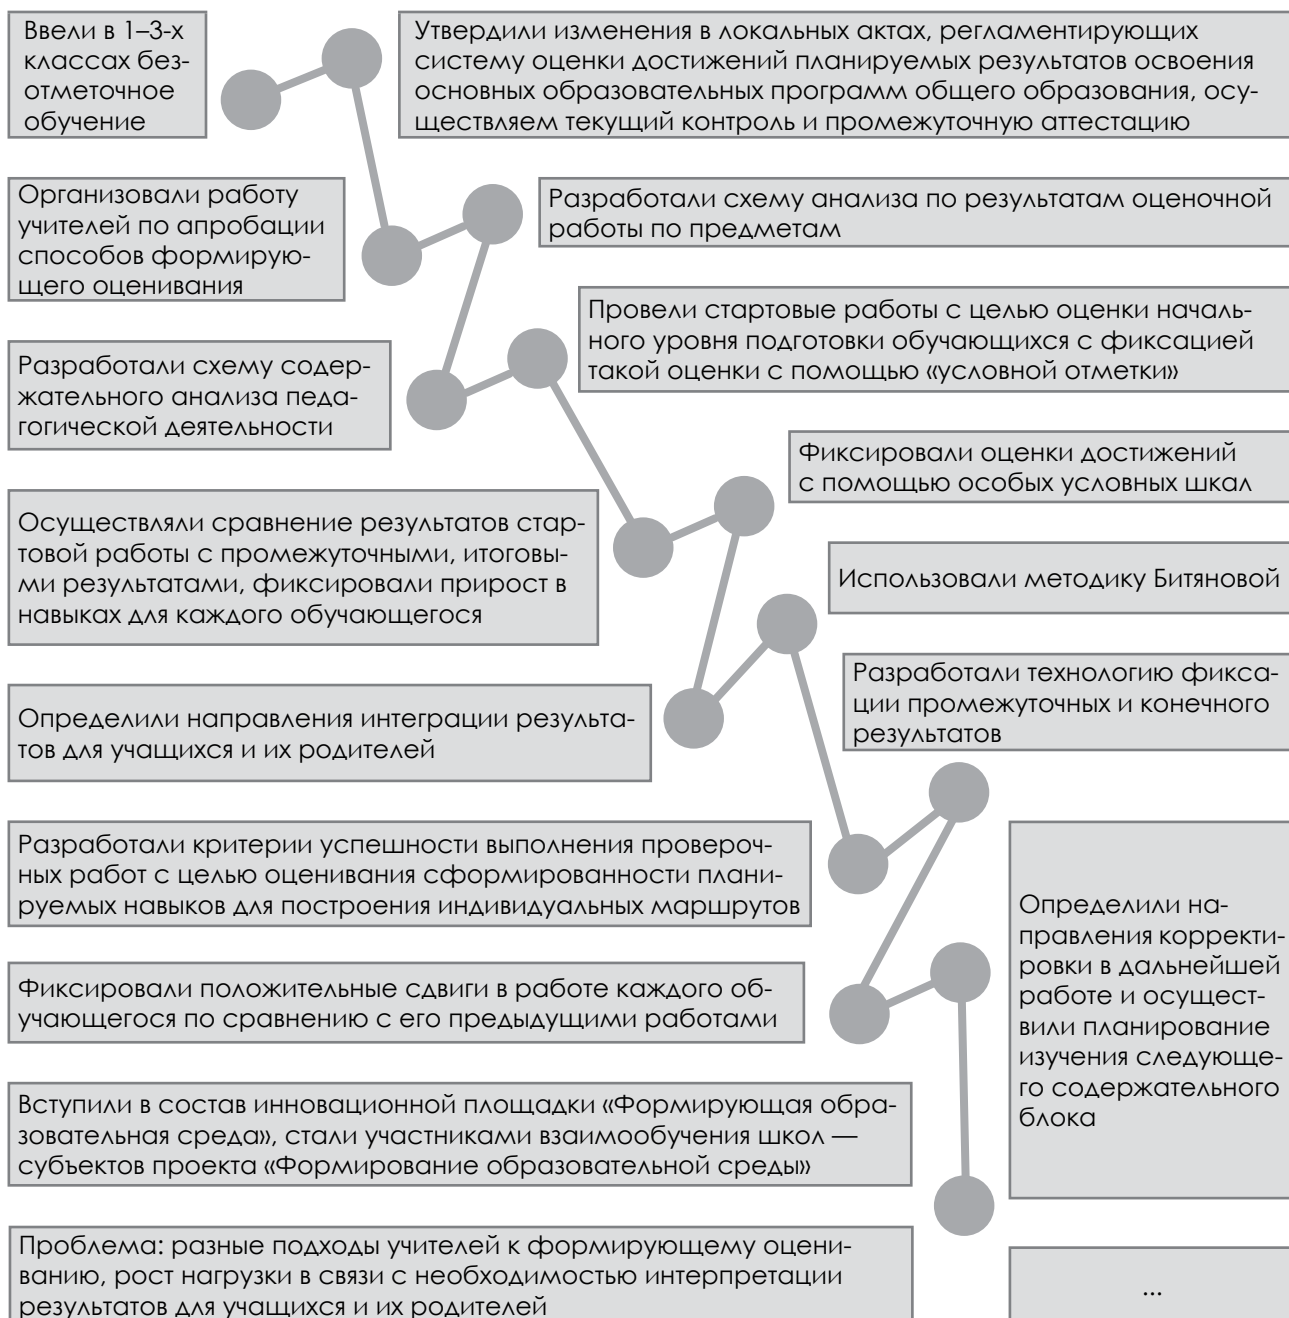 Ввели в 1–3-х
классах без-
отметочное
обучение
Утвердили изменения в локальных актах, регламентирующих
систему оценки достижений планируемых результатов освоения
основных образовательных программ общего образования, осу-
ществляем текущий контроль и промежуточную аттестацию
Организовали работу
учителей по апробации
способов формирую-
щего оценивания
Разработали схему анализа по результатам оценочной
работы по предметам
Провели стартовые работы с целью оценки началь-
ного уровня подготовки обучающихся с фиксацией
такой оценки с помощью «условной отметки»
Разработали схему содер-
жательного анализа педа-
гогической деятельности
Фиксировали оценки достижений
с помощью особых условных шкал
Осуществляли сравнение результатов стар-
товой работы с промежуточными, итоговы-
ми результатами, фиксировали прирост в
навыках для каждого обучающегося
Использовали методику Битяновой
Разработали технологию фикса-
ции промежуточных и конечного
результатов
Определили направления интеграции результа-
тов для учащихся и их родителей
Разработали критерии успешности выполнения провероч-
ных работ с целью оценивания сформированности плани-
руемых навыков для построения индивидуальных маршрутов
Определили на-
правления корректи-
ровки в дальнейшей
работе и осущест-
вили планирование
изучения следующе-
го содержательного
блока
Фиксировали положительные сдвиги в работе каждого об-
учающегося по сравнению с его предыдущими работами
Вступили в состав инновационной площадки «Формирующая обра-
зовательная среда», стали участниками взаимообучения школ —
субъектов проекта «Формирование образовательной среды»
Проблема: разные подходы учителей к формирующему оцени-
ванию, рост нагрузки в связи с необходимостью интерпретации
результатов для учащихся и их родителей
...